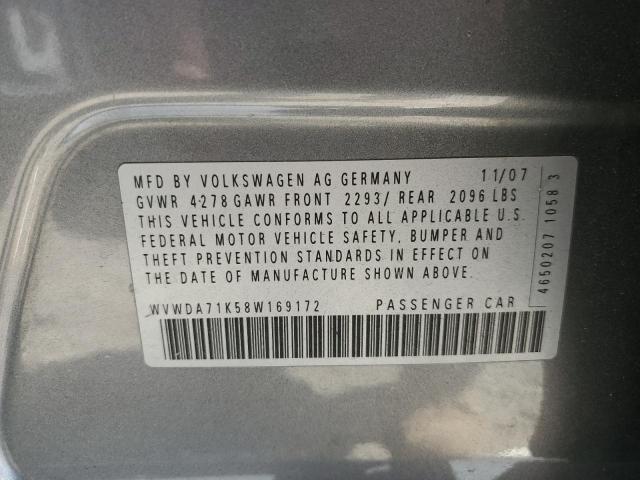 MFD BY VOLKSWAGEN AG GERMANY 11/07
GVWR 4278 GAWR FRONT 2293/ REAR 2096 LBS
THIS VEHICLE CONFORMS TO ALL APPLICABLE U.S.
FEDERAL MOTOR VEHICLE SAFETY, BUMPER AND
THEFT PREVENTION STANDARDS IN EFFECT ON
THE DATE OF MANUFACTURE SHOWN ABOVE.
WVWDA71K58W169172 PASSENGER CAR
4650207 1058 3